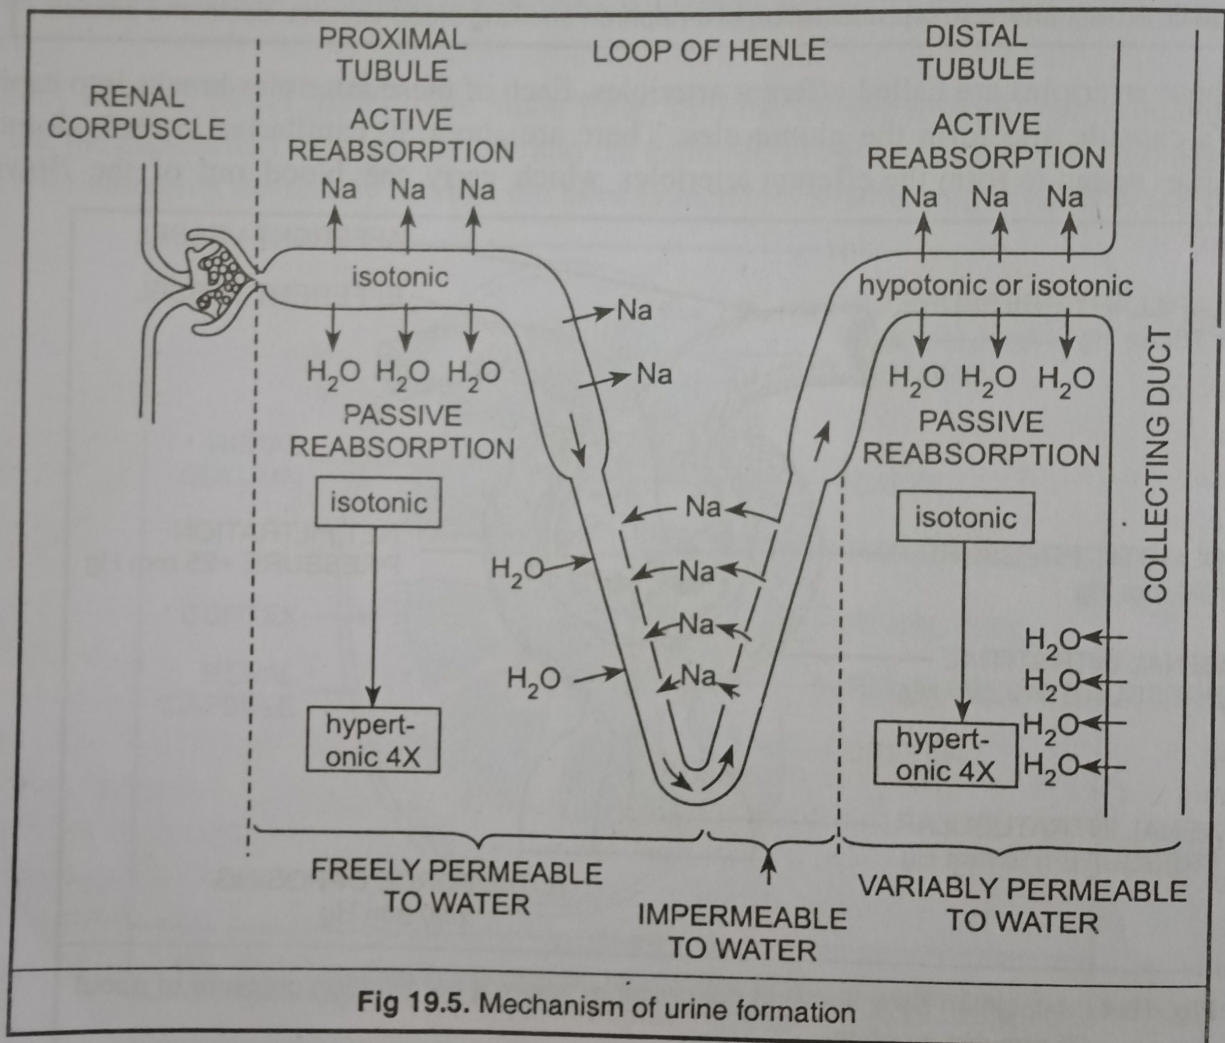 RENAL
CORPUSCLE
PROXIMAL
TUBULE
ACTIVE
REABSORPTION
Na Na Na
isotonic
H₂O H₂O H₂O
PASSIVE
REABSORPTION
isotonic
hypert-
onic 4X
LOOP OF HENLE
Na
Na
Na
Na
Na
Na
H₂O
H₂O
DISTAL
TUBULE
ACTIVE
REABSORPTION
Na Na Na
hypotonic or isotonic
H₂O H₂O H₂O
PASSIVE
REABSORPTION
isotonic
hypert-
onic 4X
H₂O
H₂O
H₂O
H₂O
COLLECTING DUCT
FREELY PERMEABLE
TO WATER
IMPERMEABLE
TO WATER
VARIABLY PERMEABLE
TO WATER
Fig 19.5. Mechanism of urine formation